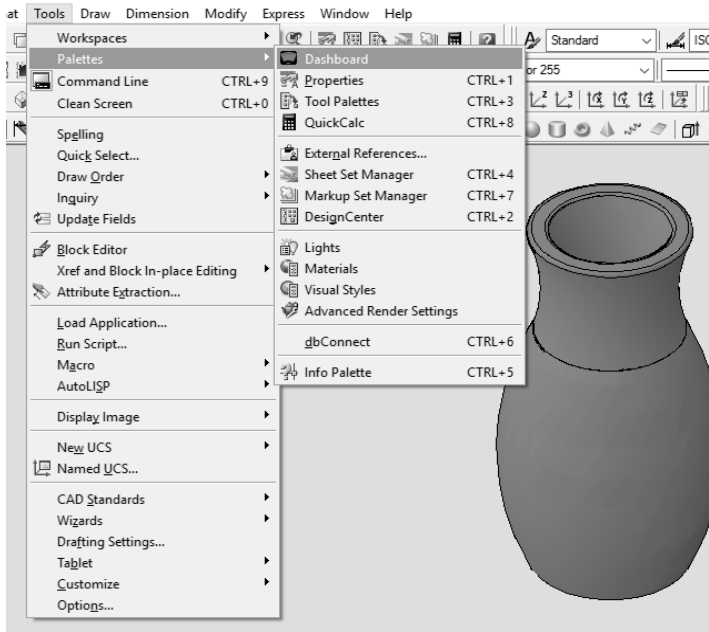 at Tools Draw Dimension Modify Express Window Help
Standard
ISO
or 255
Workspaces
Palettes
Command Line CTRL+9
Clean Screen CTRL+0
Spelling
Quick Select...
Draw Order
Inquiry
Update Fields
Block Editor
Xref and Block In-place Editing
Attribute Extraction...
Load Application...
Run Script...
Macro
AutoLISP
Display Image
New UCS
Named UCS...
CAD Standards
Wizards
Drafting Settings...
Tablet
Customize
Options...
Dashboard
Properties CTRL+1
Tool Palettes CTRL+3
QuickCalc CTRL+8
External References...
Sheet Set Manager CTRL+4
Markup Set Manager CTRL+7
DesignCenter CTRL+2
Lights
Materials
Visual Styles
Advanced Render Settings
dbConnect CTRL+6
Info Palette CTRL+5